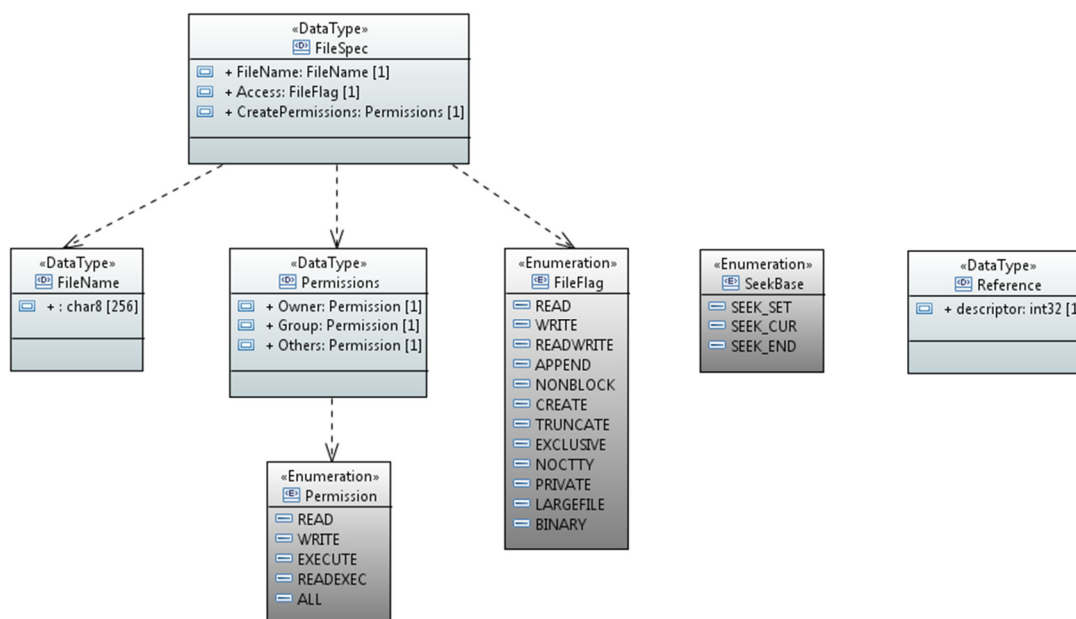 «DataType»
FileSpec
+ FileName: FileName [1]
+ Access: FileFlag [1]
+ CreatePermissions: Permissions [1]
«DataType»
FileName
+ : char8 [256]
«DataType»
Permissions
+ Owner: Permission [1]
+ Group: Permission [1]
+ Others: Permission [1]
«Enumeration»
FileFlag
READ
WRITE
READWRITE
APPEND
NONBLOCK
CREATE
TRUNCATE
EXCLUSIVE
NOCTTY
PRIVATE
LARGEFILE
BINARY
«Enumeration»
SeekBase
SEEK_SET
SEEK_CUR
SEEK_END
«DataType»
Reference
+ descriptor: int32 [1
«Enumeration»
Permission
READ
WRITE
EXECUTE
READEXEC
ALL